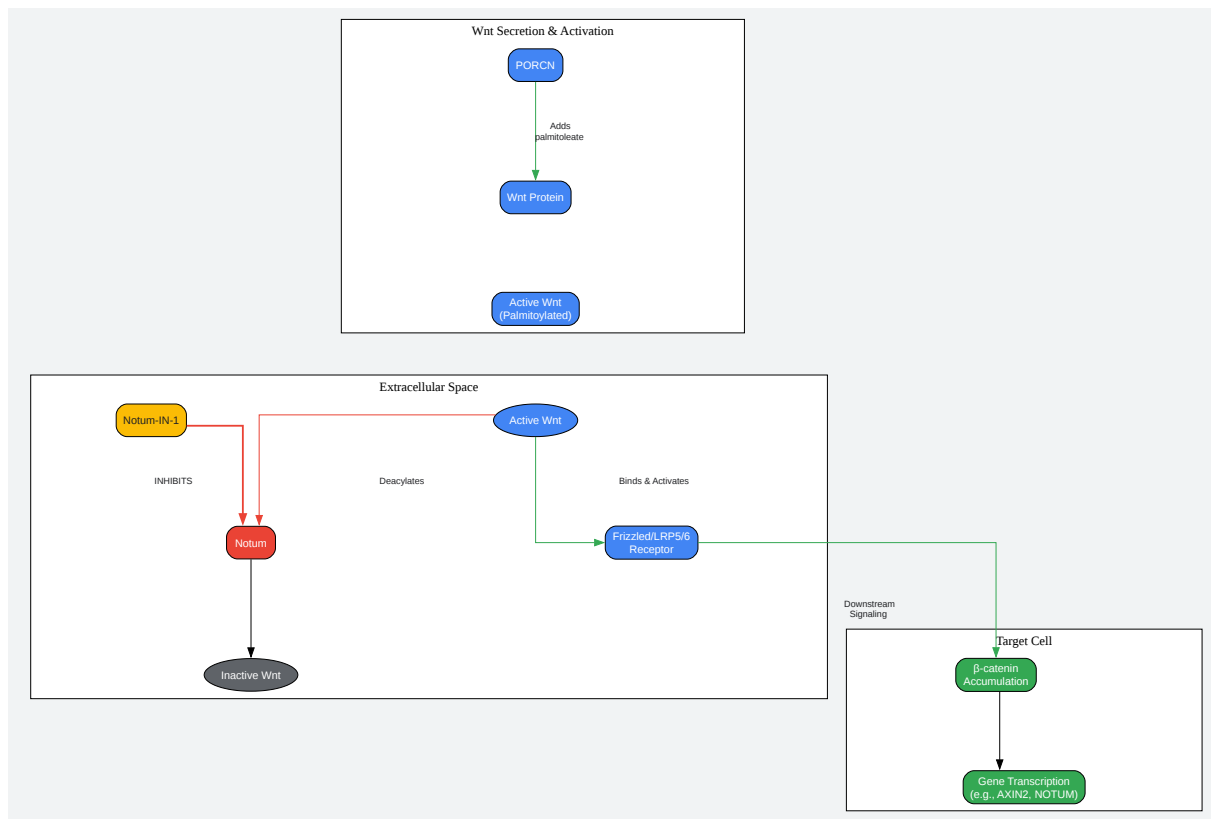 Wnt Secretion & Activation
PORCN
Adds
palmitoleate
Wnt Protein
Active Wnt
(Palmitoylated)
Extracellular Space
Notum-IN-1
Active Wnt
INHIBITS
Deacylates
Binds & Activates
Notum
Frizzled/LRP5/6
Receptor
Inactive Wnt
Downstream
Signaling
Target Cell
β-catenin
Accumulation
Gene Transcription
(e.g., AXIN2, NOTUM)